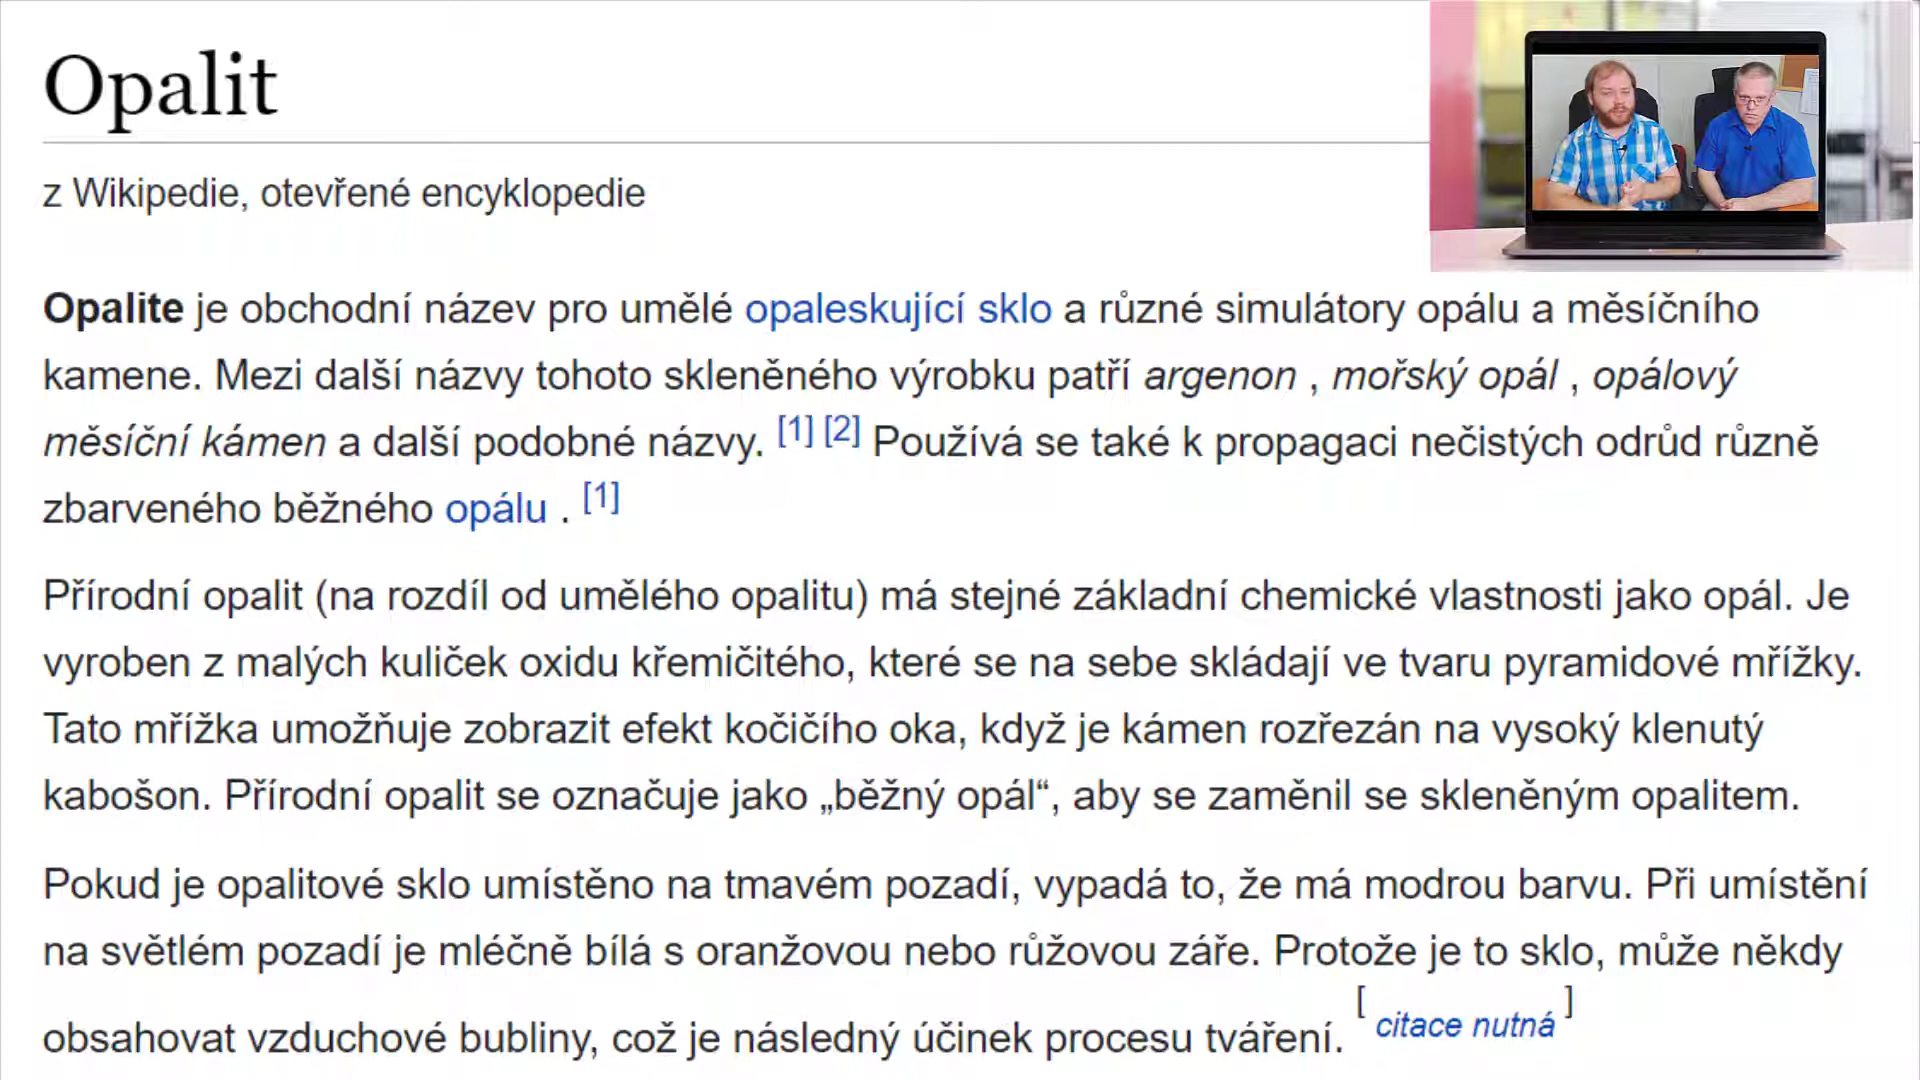 Opalit
z Wikipedie, otevřené encyklopedie
Opalite je obchodní název pro umělé opaleskující sklo a různé simulátory opálu a měsíčního
kamene. Mezi další názvy tohoto skleněného výrobku patří argenon , mořský opál , opálový
měsíční kámen a další podobné názvy. [1] [2] Používá se také k propagaci nečistých odrůd různě
zbarveného běžného opálu . [1]
Přírodní opalit (na rozdíl od umělého opalitu) má stejné základní chemické vlastnosti jako opál. Je
vyroben z malých kuliček oxidu křemičitého, které se na sebe skládají ve tvaru pyramidové mřížky.
Tato mřížka umožňuje zobrazit efekt kočičího oka, když je kámen rozřezán na vysoký klenutý
kabošon. Přírodní opalit se označuje jako „běžný opál“, aby se zaměnil se skleněným opalitem.
Pokud je opalitové sklo umístěno na tmavém pozadí, vypadá to, že má modrou barvu. Při umístění
na světlém pozadí je mléčně bílá s oranžovou nebo růžovou záře. Protože je to sklo, může někdy
obsahovat vzduchové bubliny, což je následný účinek procesu tváření. [ citace nutná ]